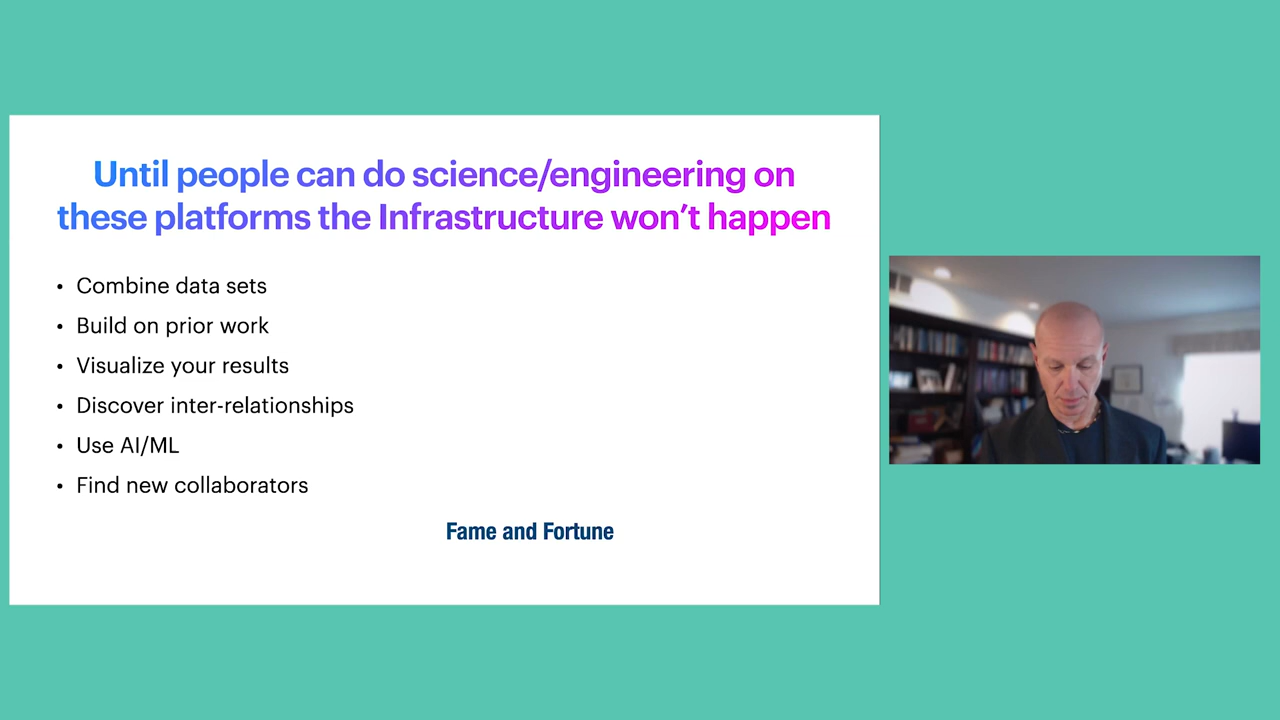 Until people can do science/engineering on
these platforms the Infrastructure won’t happen
• Combine data sets
• Build on prior work
• Visualize your results
• Discover inter-relationships
• Use AI/ML
• Find new collaborators
Fame and Fortune